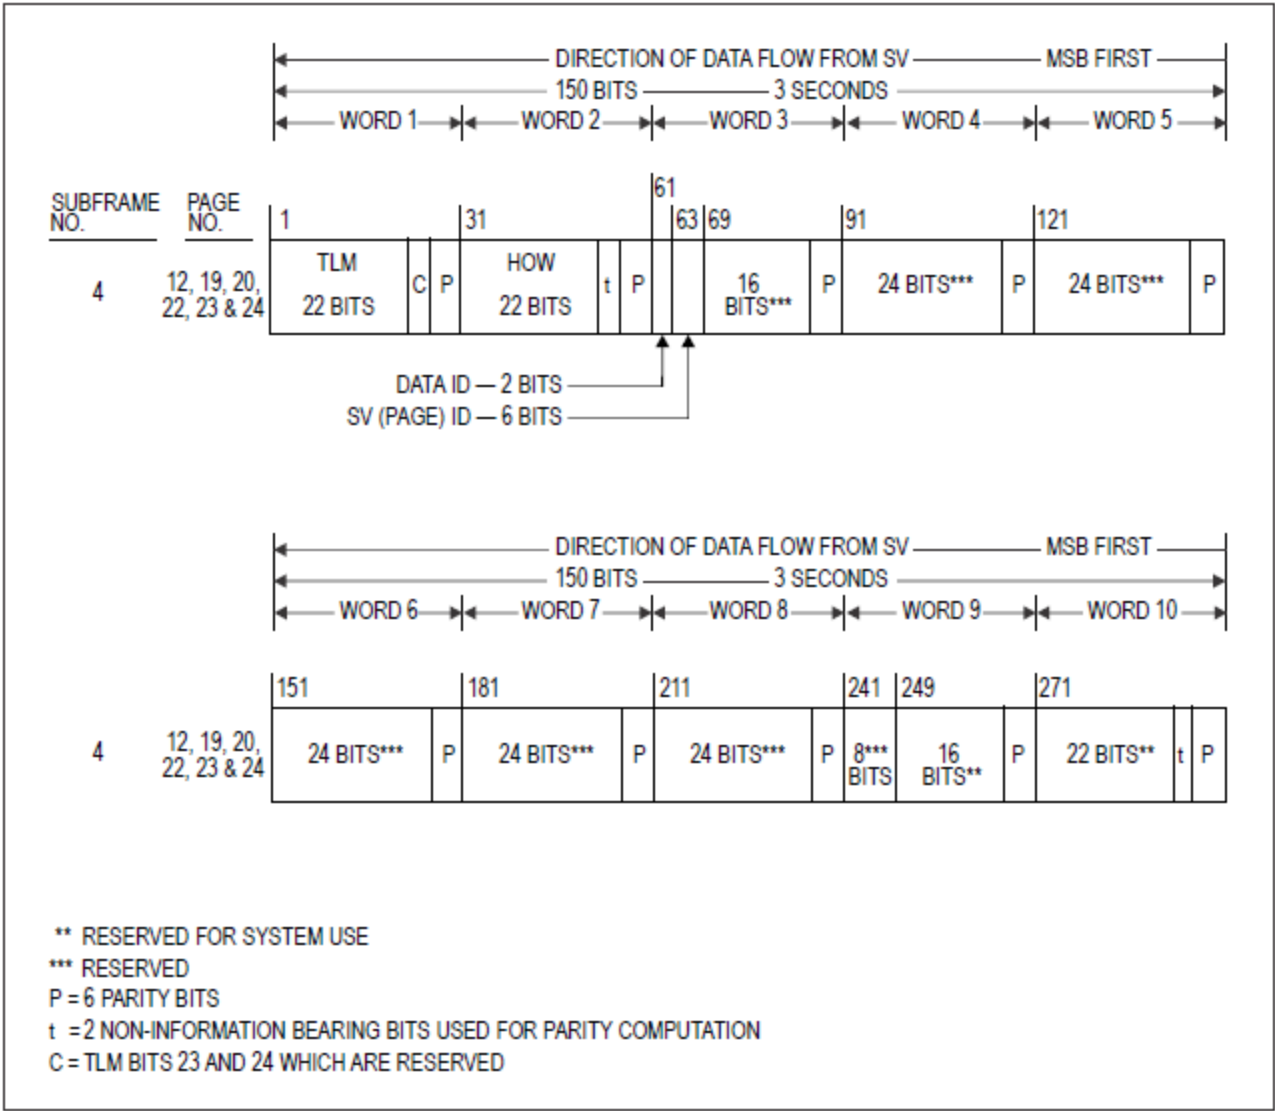 DIRECTION OF DATA FLOW FROM SV MSB FIRST
150 BITS 3 SECONDS
WORD 1 WORD 2 WORD 3 WORD 4 WORD 5
61
SUBFRAME PAGE 1 31 63 69 91 121
NO. NO.
TLM HOW
4 12, 19, 20, C P t P 16 P 24 BITS*** P 24 BITS*** P
22, 23 & 24 22 BITS 22 BITS BITS***
DATA ID — 2 BITS
SV (PAGE) ID — 6 BITS
DIRECTION OF DATA FLOW FROM SV MSB FIRST
150 BITS 3 SECONDS
WORD 6 WORD 7 WORD 8 WORD 9 WORD 10
151 181 211 241 249 271
4 12, 19, 20, 24 BITS*** P 24 BITS*** P 24 BITS*** P 8*** 16 P 22 BITS** t P
22, 23 & 24 BITS BITS**
** RESERVED FOR SYSTEM USE
*** RESERVED
P = 6 PARITY BITS
t = 2 NON-INFORMATION BEARING BITS USED FOR PARITY COMPUTATION
C = TLM BITS 23 AND 24 WHICH ARE RESERVED